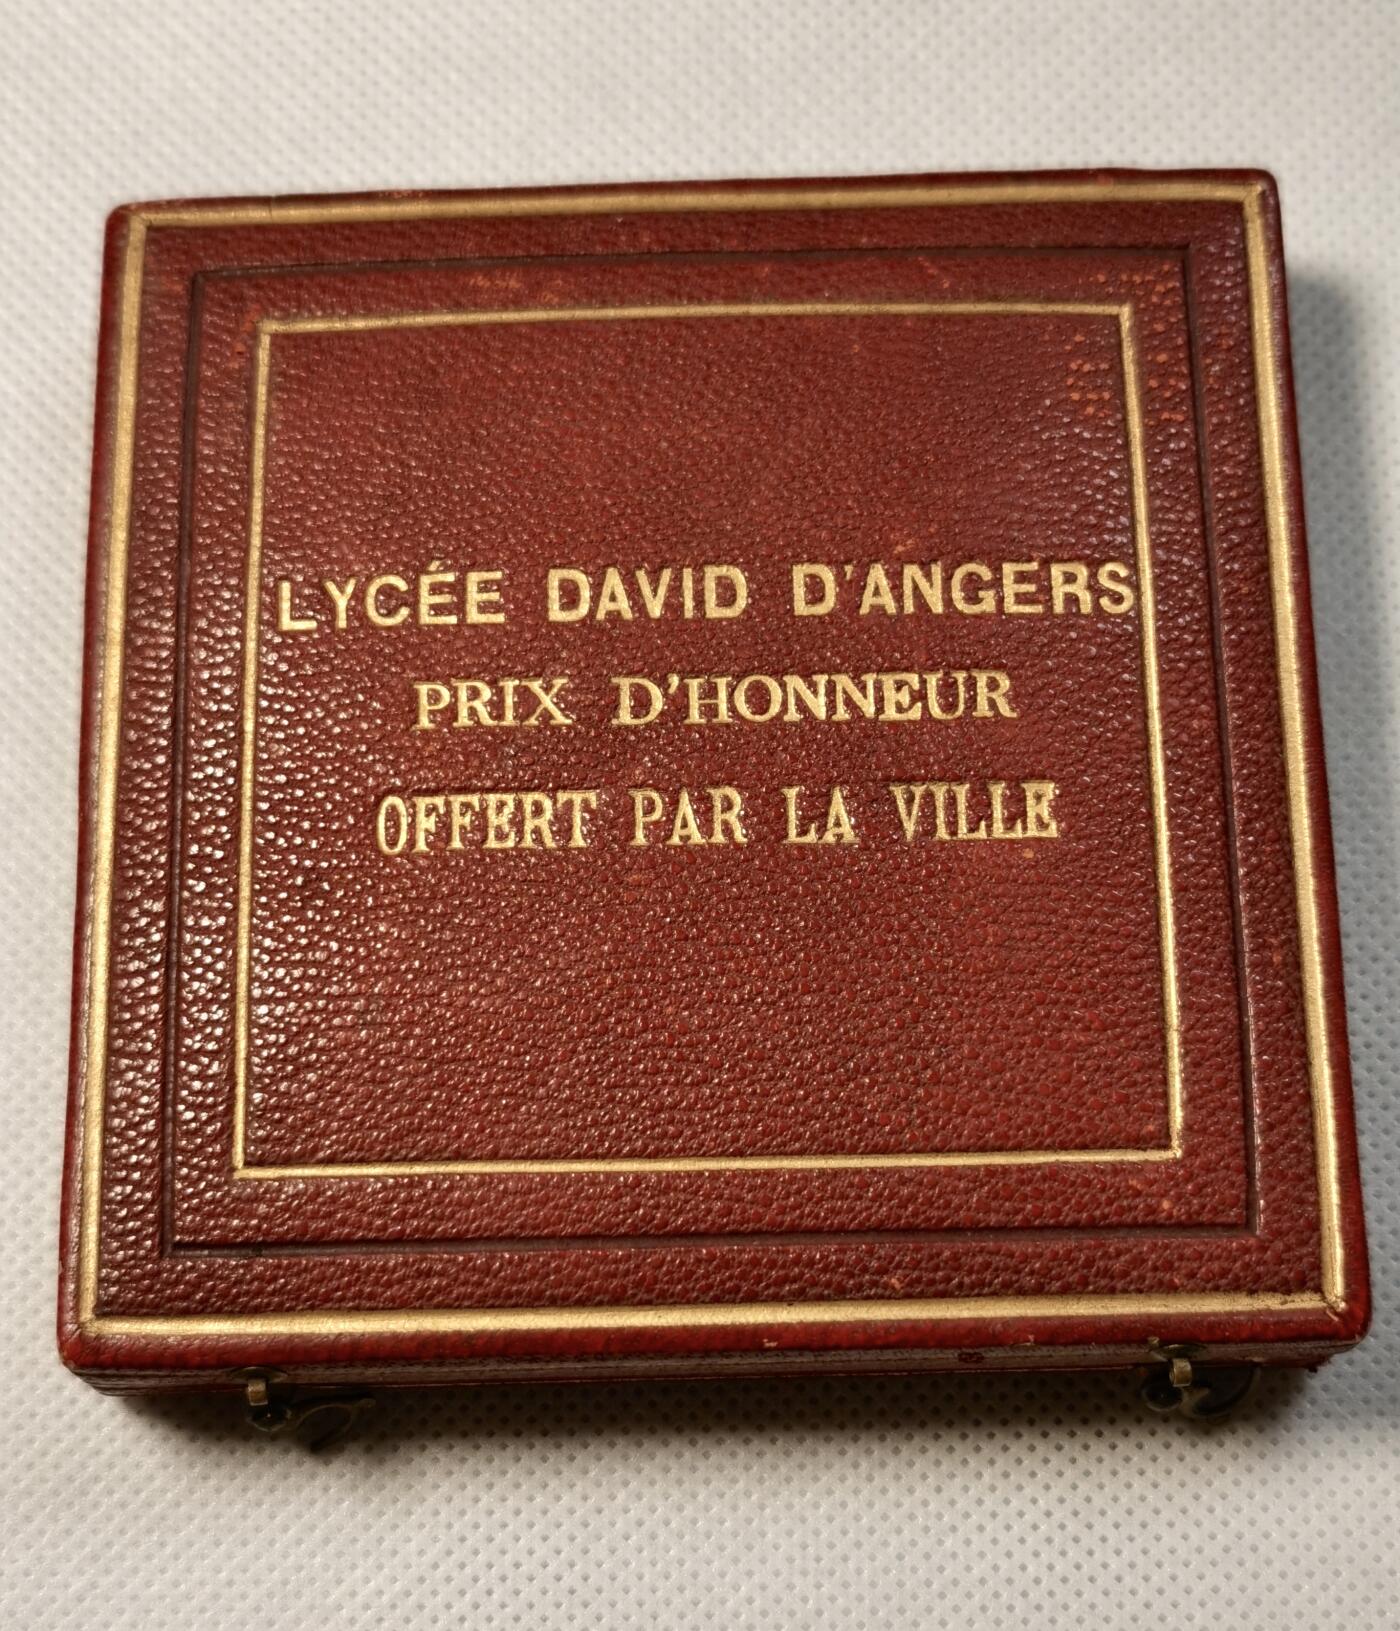 LYCÉE DAVID D'ANGERS
PRIX D'HONNEUR
OFFERT PAR LA VILLE